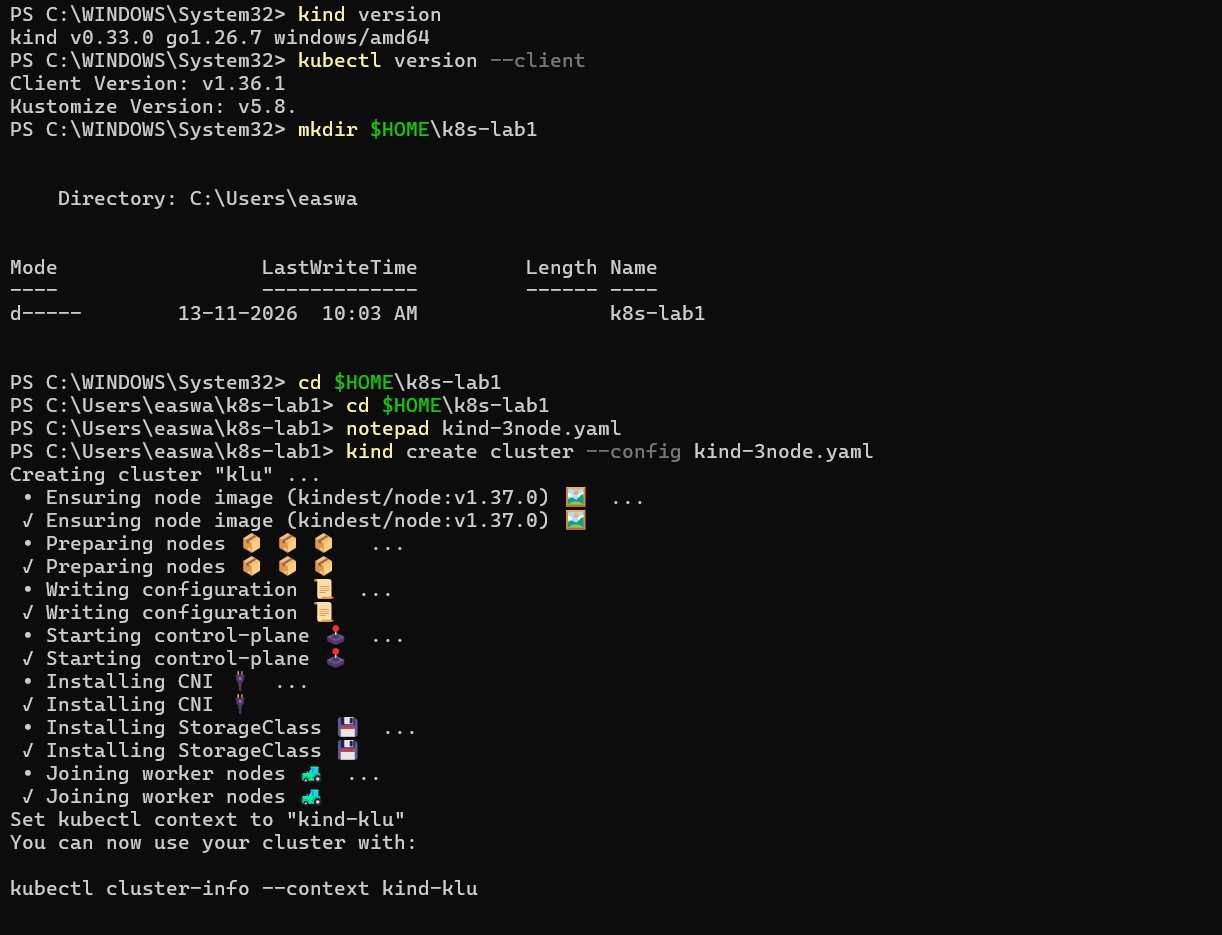 PS C:\WINDOWS\System32> kind version
kind v0.33.0 go1.26.7 windows/amd64
PS C:\WINDOWS\System32> kubectl version --client
Client Version: v1.36.1
Kustomize Version: v5.8.
PS C:\WINDOWS\System32> mkdir $HOME\k8s-lab1
Directory: C:\Users\easwa
Mode LastWriteTime Length Name
---- ------------- ------ ----
d----- 13-11-2026 10:03 AM k8s-lab1
PS C:\WINDOWS\System32> cd $HOME\k8s-lab1
PS C:\Users\easwa\k8s-lab1> cd $HOME\k8s-lab1
PS C:\Users\easwa\k8s-lab1> notepad kind-3node.yaml
PS C:\Users\easwa\k8s-lab1> kind create cluster --config kind-3node.yaml
Creating cluster "klu" ...
• Ensuring node image (kindest/node:v1.37.0) 🖼 ...
√ Ensuring node image (kindest/node:v1.37.0) 🖼
• Preparing nodes 📦 📦 📦 ...
√ Preparing nodes 📦 📦 📦
• Writing configuration 📜 ...
√ Writing configuration 📜
• Starting control-plane 🕹 ...
√ Starting control-plane 🕹
• Installing CNI 🔌 ...
√ Installing CNI 🔌
• Installing StorageClass 💾 ...
√ Installing StorageClass 💾
• Joining worker nodes 🚜 ...
√ Joining worker nodes 🚜
Set kubectl context to "kind-klu"
You can now use your cluster with:
kubectl cluster-info --context kind-klu